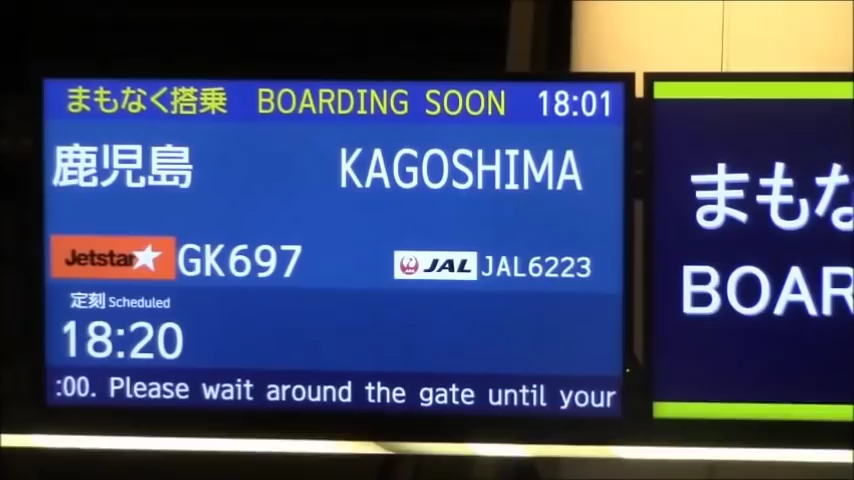 まもなく搭乗 BOARDING SOON 18:01
鹿児島 KAGOSHIMA
Jetstar GK697 JAL JAL6223
定刻 Scheduled
18:20
:00. Please wait around the gate until your
まもな
BOAR